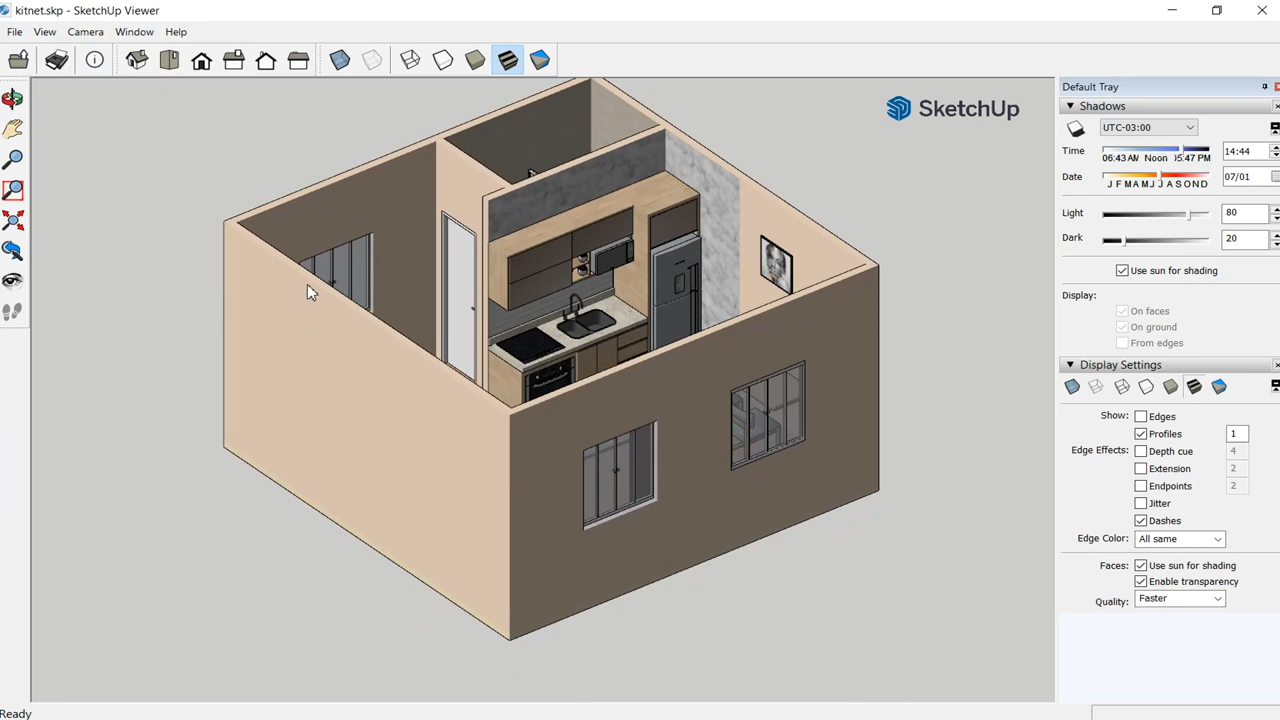 kitnet.skp - SketchUp Viewer
File View Camera Window Help
Default Tray
Shadows
UTC-03:00
Time
06:43 AM Noon 05:47 PM
14:44
Date
J F M A M J J A S O N D
07/01
Light 80
Dark 20
Use sun for shading
Display:
On faces
On ground
From edges
Display Settings
Show: Edges
Profiles 1
Edge Effects: Depth cue 4
Extension 2
Endpoints 2
Jitter
Dashes
Edge Color: All same
Faces: Use sun for shading
Enable transparency
Quality: Faster
SketchUp
Ready